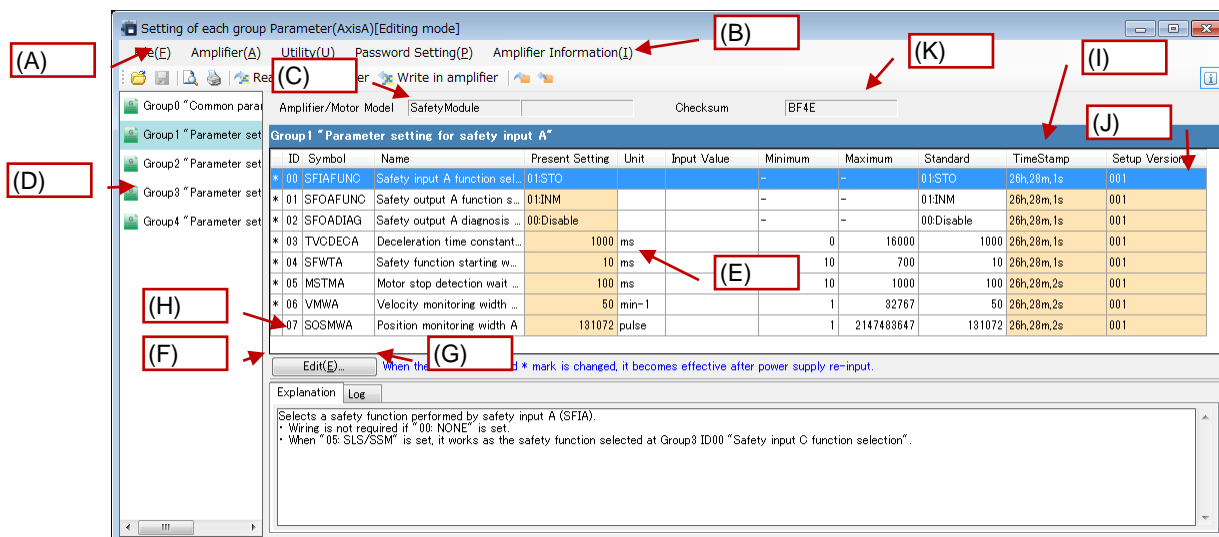 Setting of each group Parameter(AxisA)[Editing mode]
(A)
(B)
(K)
(I)
Amplifier(A) Utility(U) Password Setting(P) Amplifier Information(I)
(C)
Write in amplifier
Group0 "Common para
Amplifier/Motor Model SafetyModule Checksum BF4E
(J)
Group1 "Parameter set
Group1 "Parameter setting for safety input A"
ID Symbol Name Present Setting Unit Input Value Minimum Maximum Standard TimeStamp Setup Version
Group2 "Parameter set
(D)
* 00 SFIAFUNC Safety input A function sel... 01:STO - - 01:STO 26h,28m,1s 001
Group3 "Parameter set
* 01 SFOAFUNC Safety output A function s... 01:INM - - 01:INM 26h,28m,1s 001
Group4 "Parameter set
* 02 SFOADIAG Safety output A diagnosis ... 00:Disable - - 00:Disable 26h,28m,1s 001
* 03 TVCDECA Deceleration time constant... 1000 ms 0 16000 1000 26h,28m,1s 001
* 04 SFWTA Safety function starting w... 10 ms 10 700 10 26h,28m,1s 001
(E)
* 05 MSTMA Motor stop detection wait ... 100 ms 10 1000 100 26h,28m,2s 001
* 06 VMWA Velocity monitoring width ... 50 min-1 1 32767 50 26h,28m,2s 001
(H)
07 SOSMWA Position monitoring width A 131072 pulse 1 2147483647 131072 26h,28m,2s 001
(F)
(G)
Edit(E)... When the * mark is changed, it becomes effective after power supply re-input.
Explanation Log
Selects a safety function performed by safety input A (SFIA).
・ Wiring is not required if "00: NONE" is set.
・ When "05: SLS/SSM" is set, it works as the safety function selected at Group3 ID00 "Safety input C function selection".